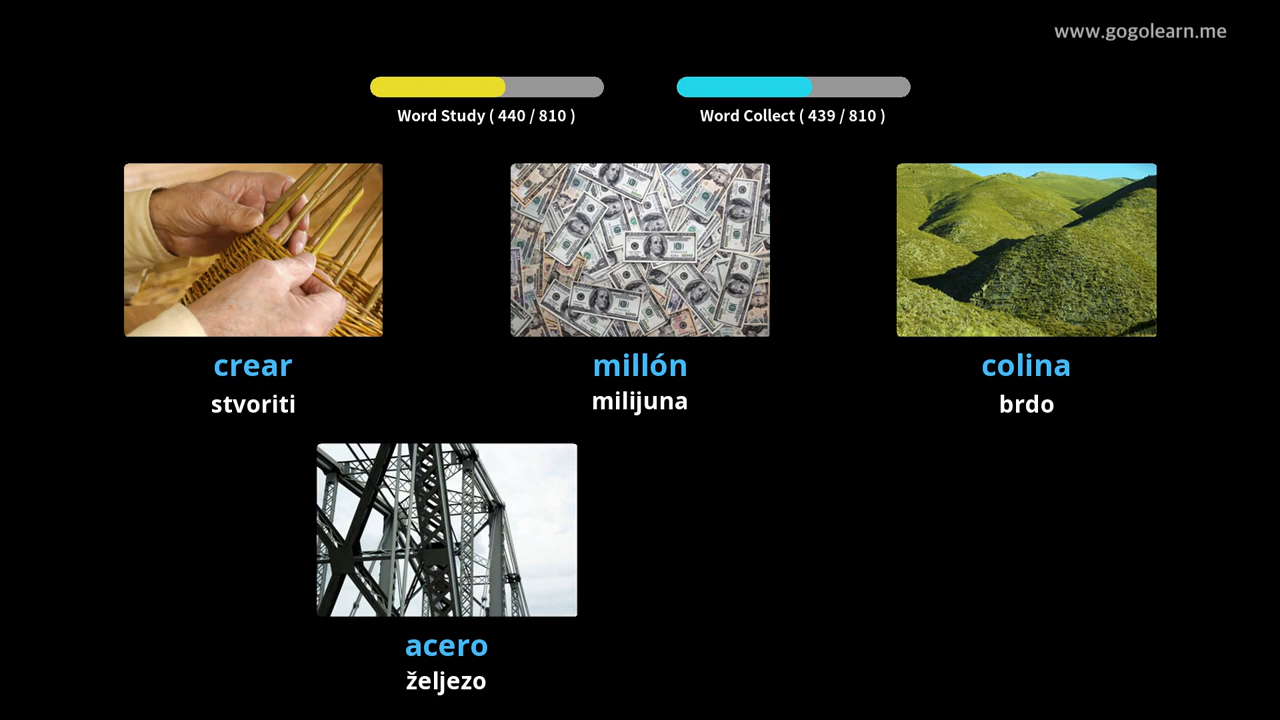 www.gogolearn.me
Word Study ( 440 / 810 )
Word Collect ( 439 / 810 )
crear
stvoriti
millón
milijuna
colina
brdo
acero
željezo